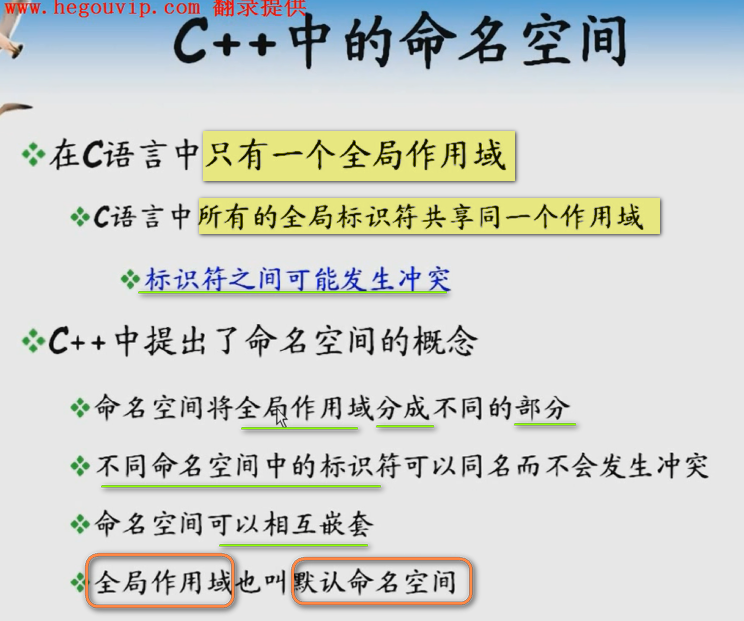 www.hegouvip.com 翻录提供
C++中的命名空间
在C语言中只有一个全局作用域
C语言中所有的全局标识符共享同一个作用域
标识符之间可能发生冲突
C++中提出了命名空间的概念
命名空间将全局作用域分成不同的部分
不同命名空间中的标识符可以同名而不会发生冲突
命名空间可以相互嵌套
全局作用域也叫默认命名空间